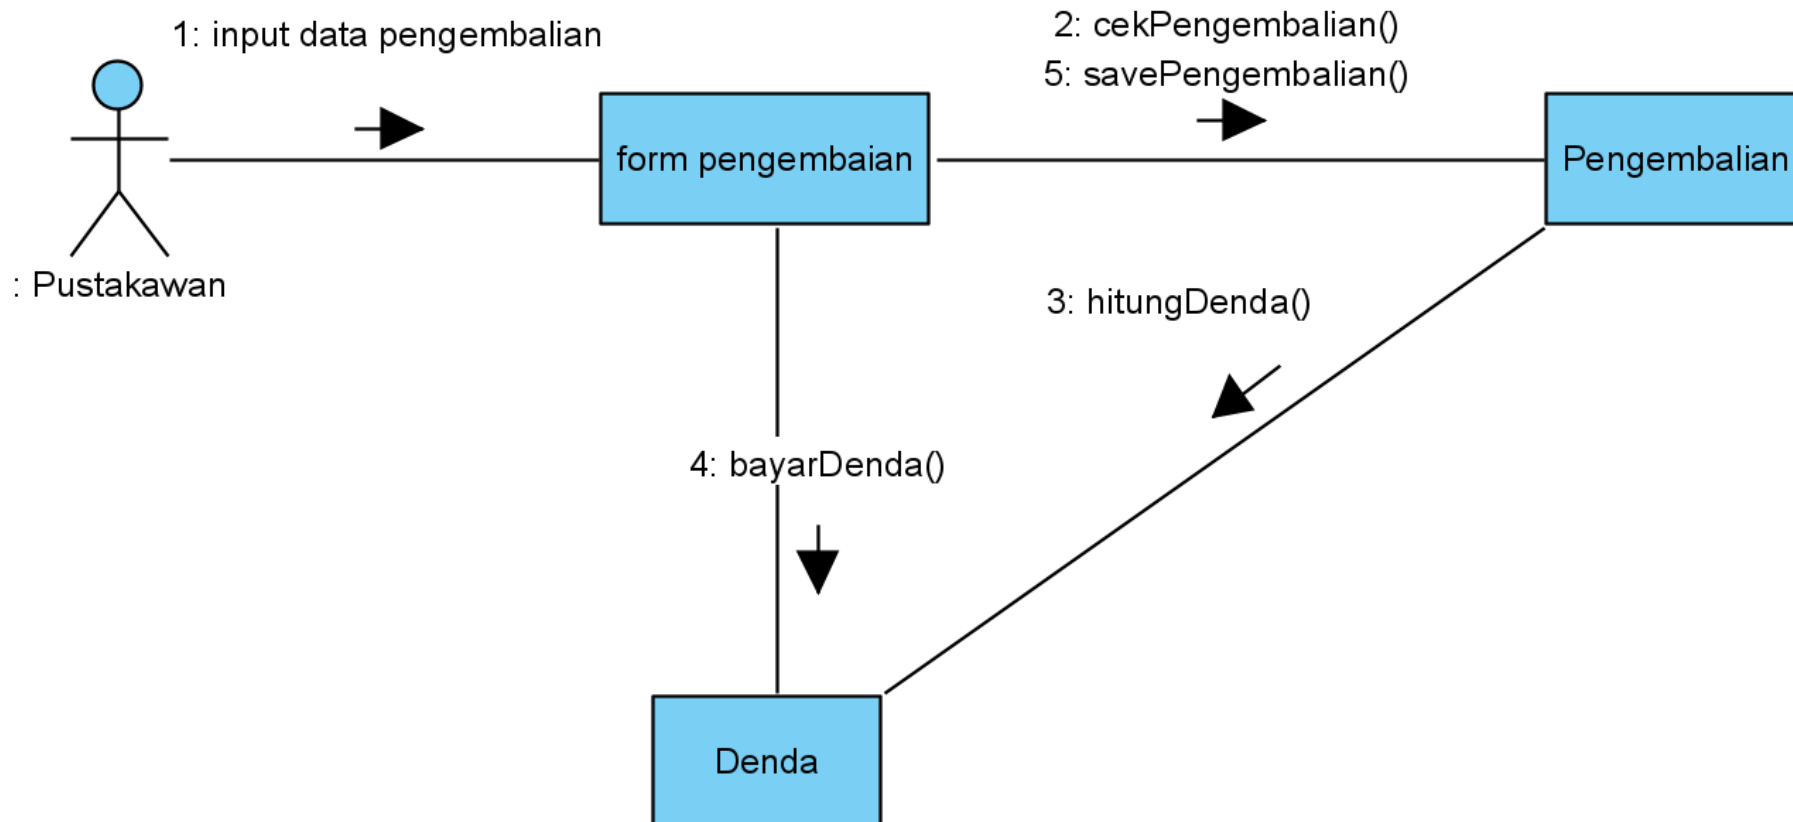 1: input data pengembalian
2: cekPengembalian()
5: savePengembalian()
form pengembaian
Pengembalian
: Pustakawan
3: hitungDenda()
4: bayarDenda()
Denda